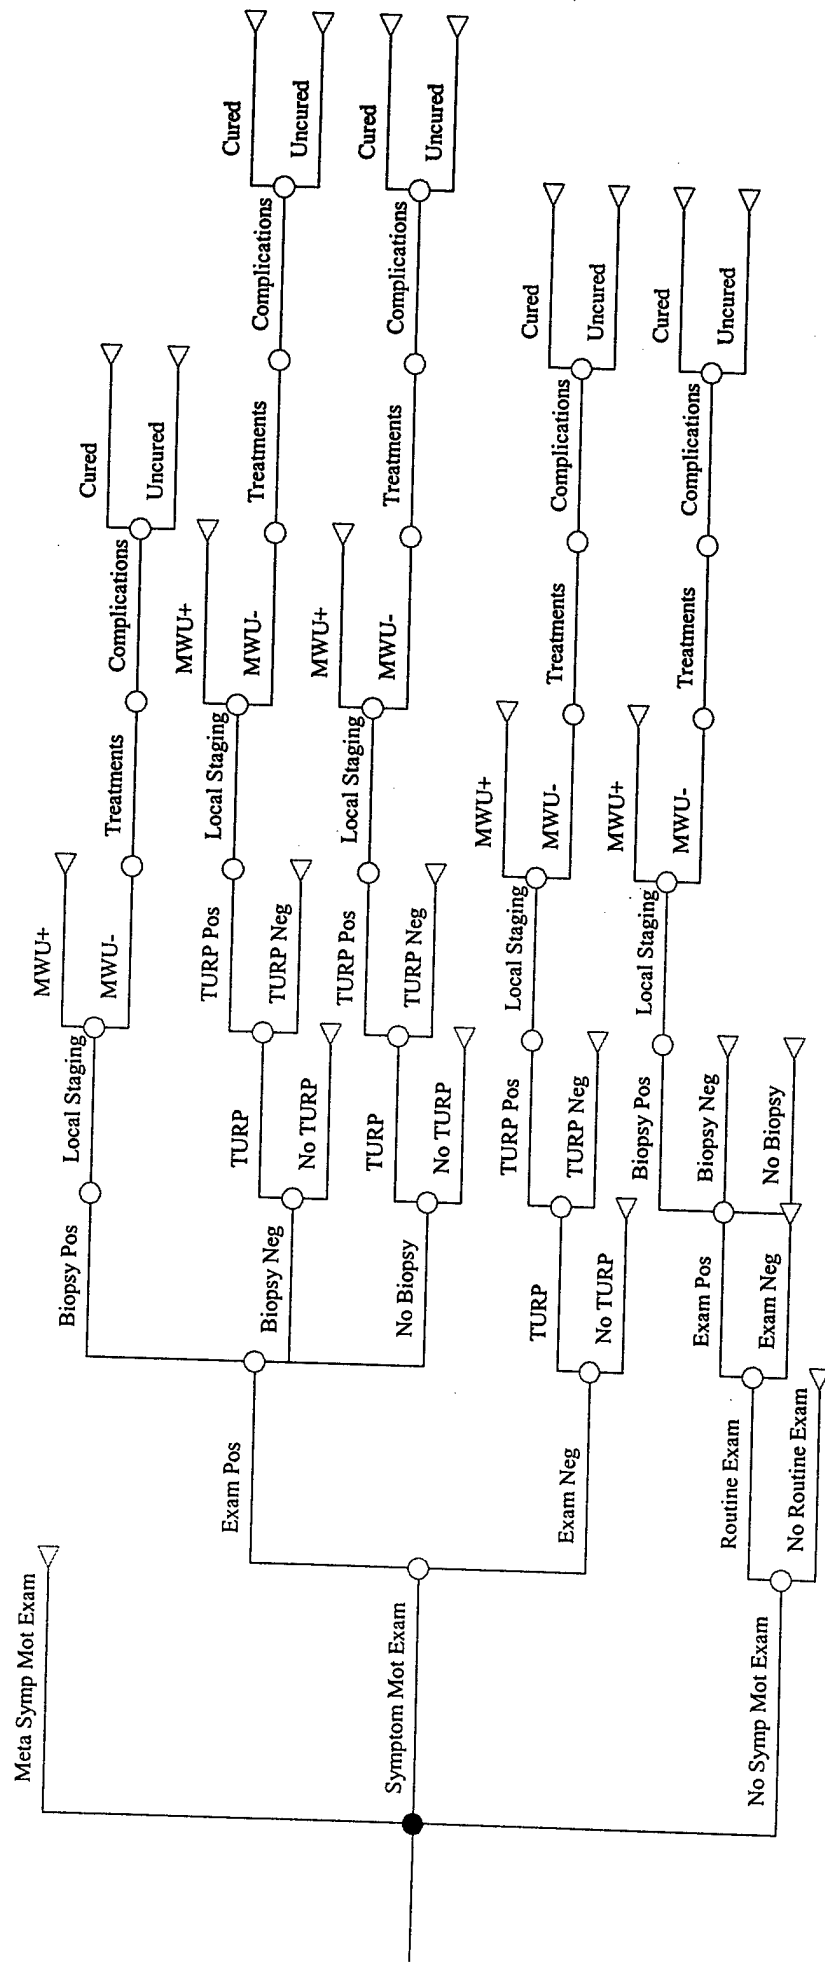 Meta Symp Mot Exam
Symptom Mot Exam
Exam Pos
Biopsy Pos
Local Staging
MWU+
MWU-
Treatments
Complications
Cured
Uncured
Biopsy Neg
TURP
TURP Pos
Local Staging
MWU+
MWU-
Treatments
Complications
Cured
Uncured
TURP Neg
No TURP
No Biopsy
TURP
TURP Pos
Local Staging
MWU+
MWU-
Treatments
Complications
Cured
Uncured
TURP Neg
No TURP
Exam Neg
TURP
TURP Pos
Local Staging
MWU+
MWU-
Treatments
Complications
Cured
Uncured
TURP Neg
No TURP
No Symp Mot Exam
Routine Exam
Exam Pos
Biopsy Pos
Local Staging
MWU+
MWU-
Treatments
Complications
Cured
Uncured
Biopsy Neg
No Biopsy
Exam Neg
No Routine Exam